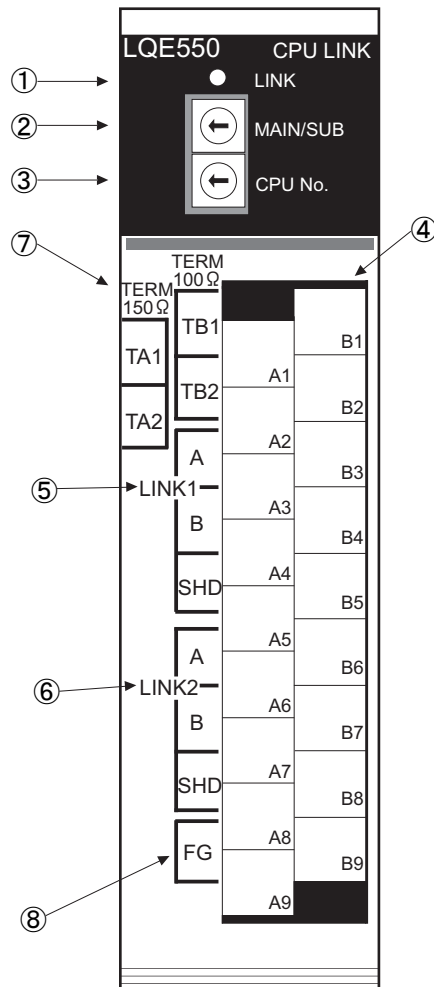 LQE550 CPU LINK
① LINK
② MAIN/SUB
③ CPU No.
⑦
④
TERM
100Ω
TERM
150Ω
TB1
TB2
TA1
TA2
A
⑤ LINK1
B
SHD
A
⑥ LINK2
B
SHD
FG
⑧
A1
A2
A3
A4
A5
A6
A7
A8
A9
B1
B2
B3
B4
B5
B6
B7
B8
B9